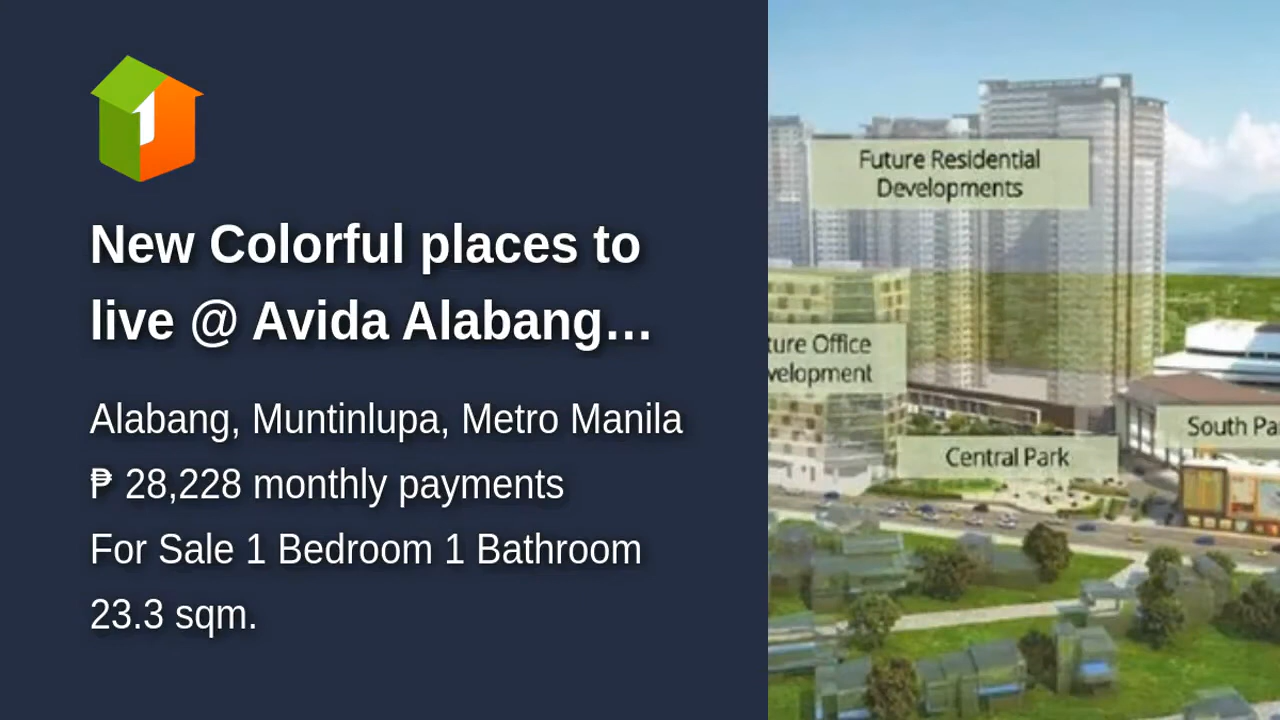 New Colorful places to
live @ Avida Alabang…
Alabang, Muntinlupa, Metro Manila
₱ 28,228 monthly payments
For Sale 1 Bedroom 1 Bathroom
23.3 sqm.
Future Residential
Developments
ture Office
velopment
Central Park
South Pa